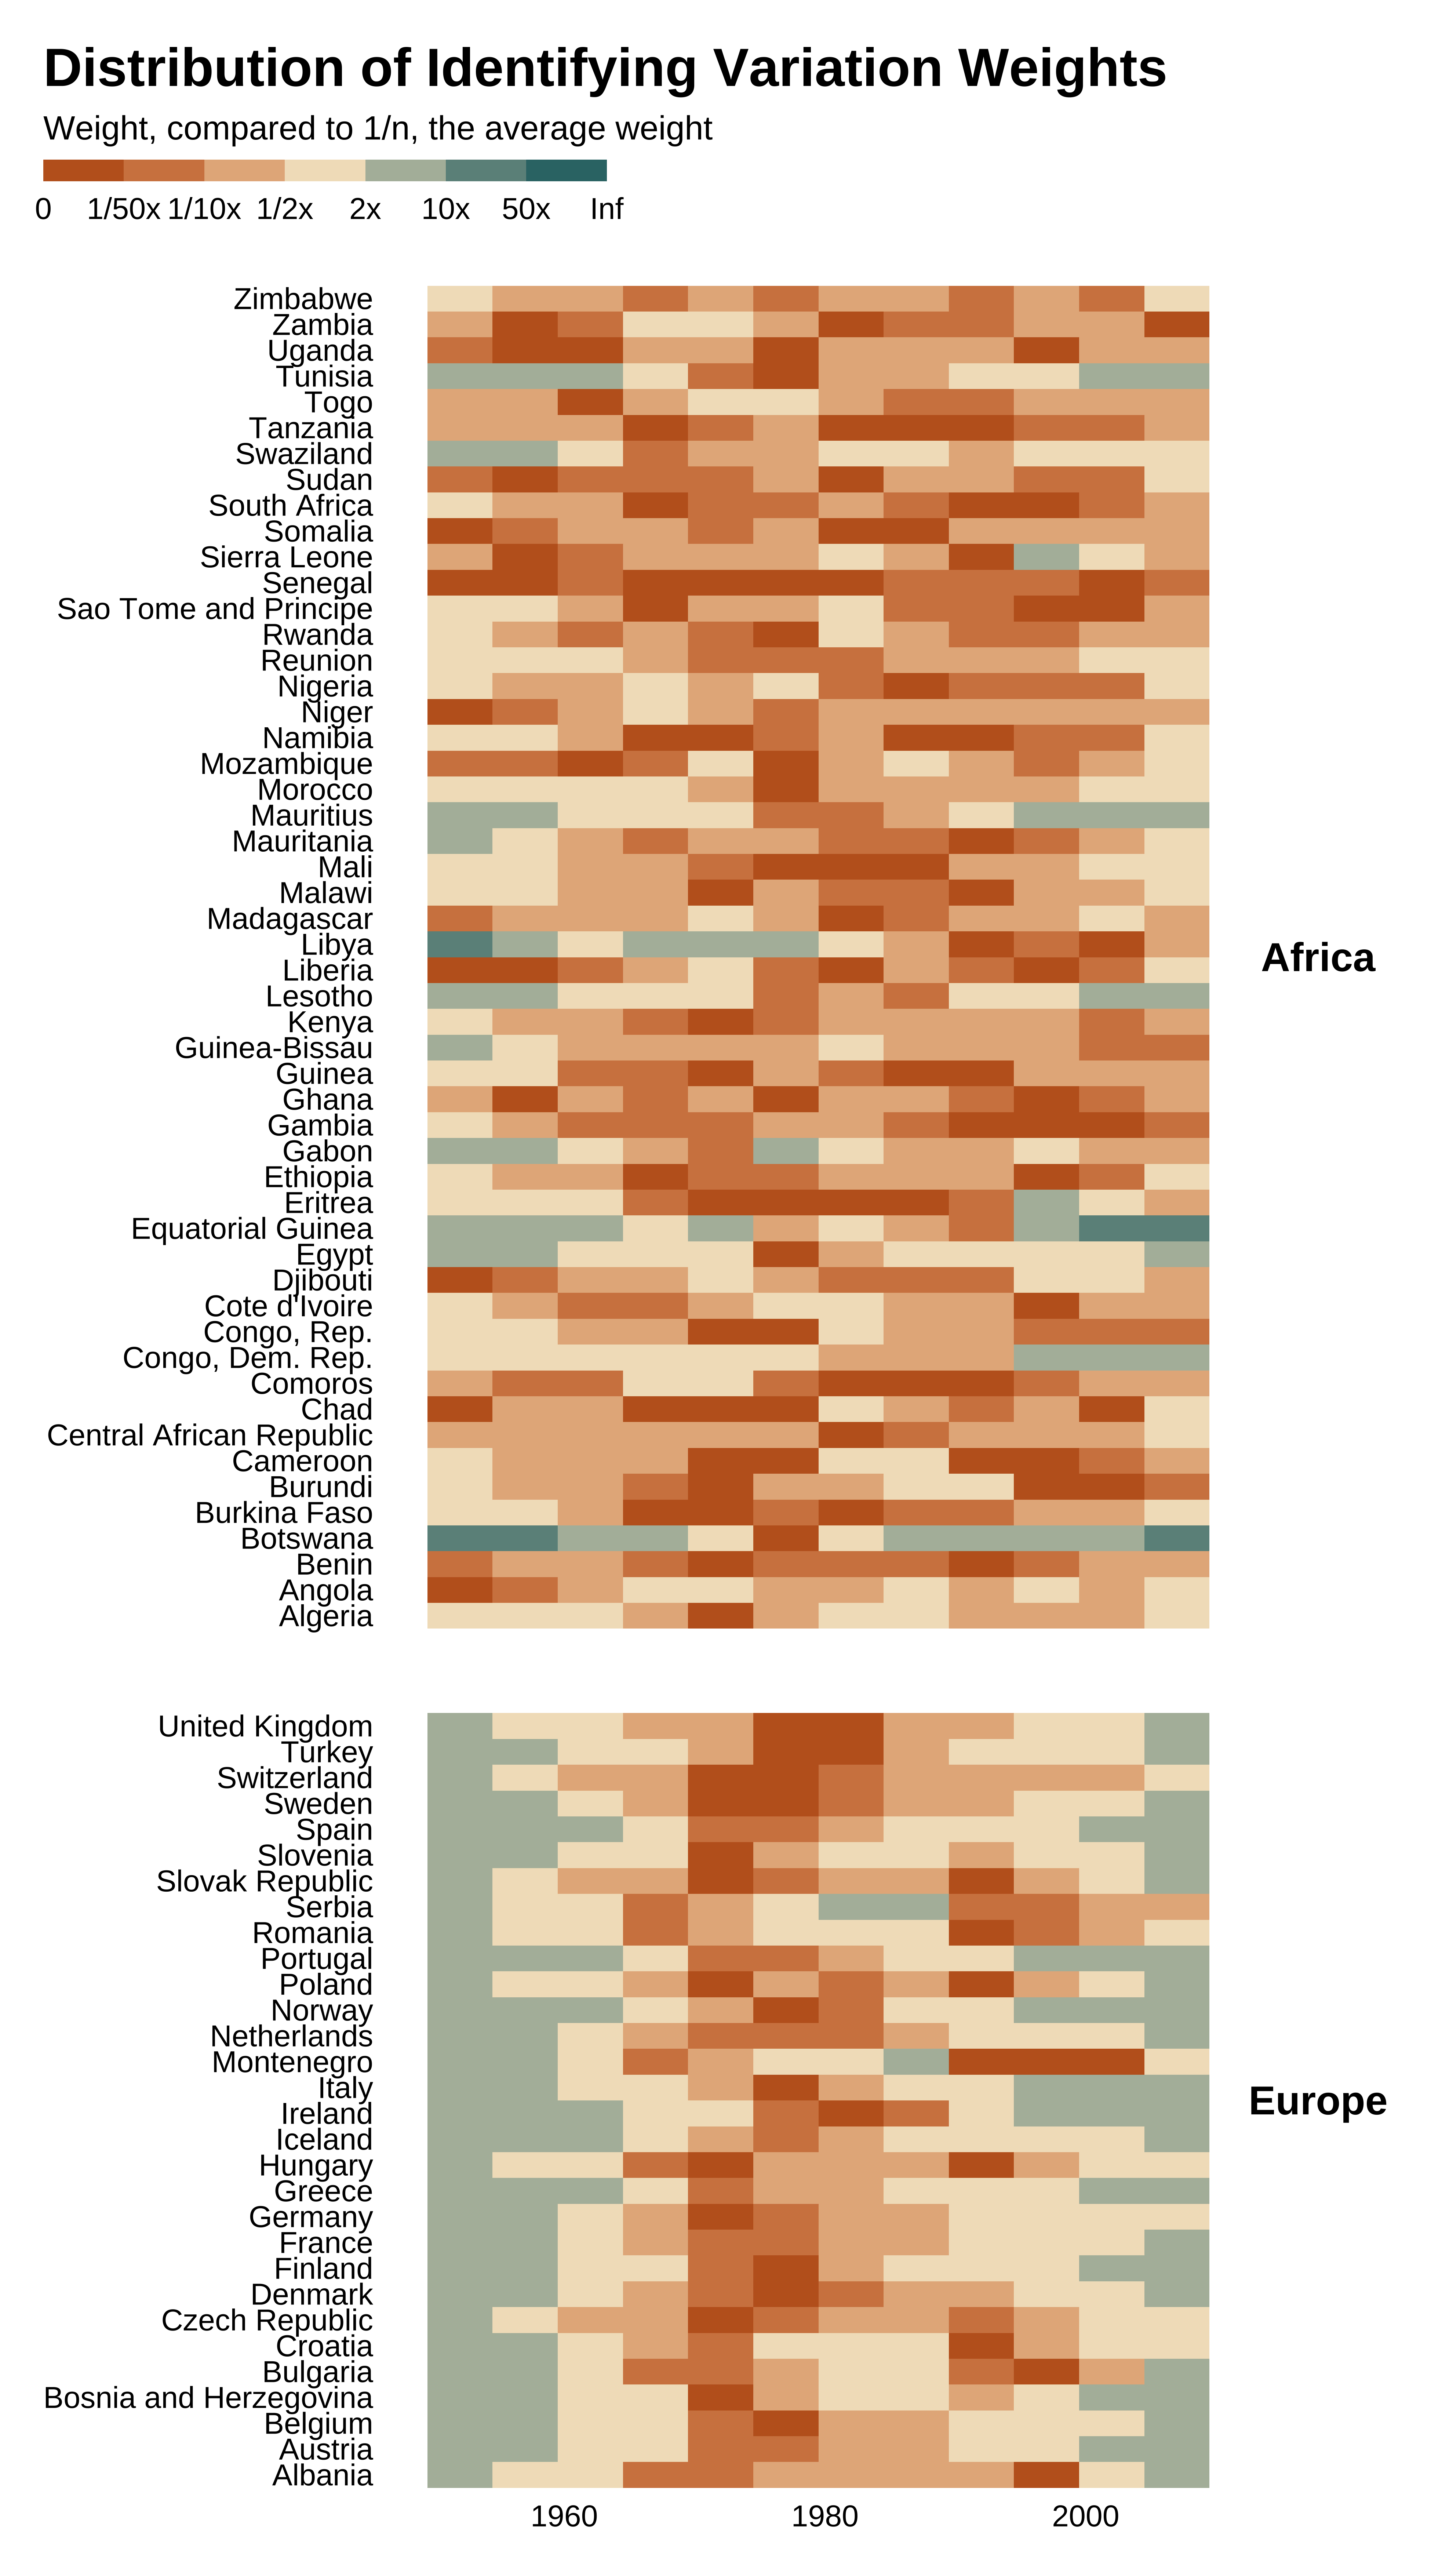 Distribution of Identifying Variation Weights
Weight, compared to 1/n, the average weight
0 1/50x 1/10x 1/2x 2x 10x 50x Inf
Zimbabwe
Zambia
Uganda
Tunisia
Togo
Tanzania
Swaziland
Sudan
South Africa
Somalia
Sierra Leone
Senegal
Sao Tome and Principe
Rwanda
Reunion
Nigeria
Niger
Namibia
Mozambique
Morocco
Mauritius
Mauritania
Mali
Malawi
Madagascar
Libya
Africa
Liberia
Lesotho
Kenya
Guinea-Bissau
Guinea
Ghana
Gambia
Gabon
Ethiopia
Eritrea
Equatorial Guinea
Egypt
Djibouti
Cote d'Ivoire
Congo, Rep.
Congo, Dem. Rep.
Comoros
Chad
Central African Republic
Cameroon
Burundi
Burkina Faso
Botswana
Benin
Angola
Algeria
United Kingdom
Turkey
Switzerland
Sweden
Spain
Slovenia
Slovak Republic
Serbia
Romania
Portugal
Poland
Norway
Netherlands
Montenegro
Italy
Europe
Ireland
Iceland
Hungary
Greece
Germany
France
Finland
Denmark
Czech Republic
Croatia
Bulgaria
Bosnia and Herzegovina
Belgium
Austria
Albania
1960 1980 2000